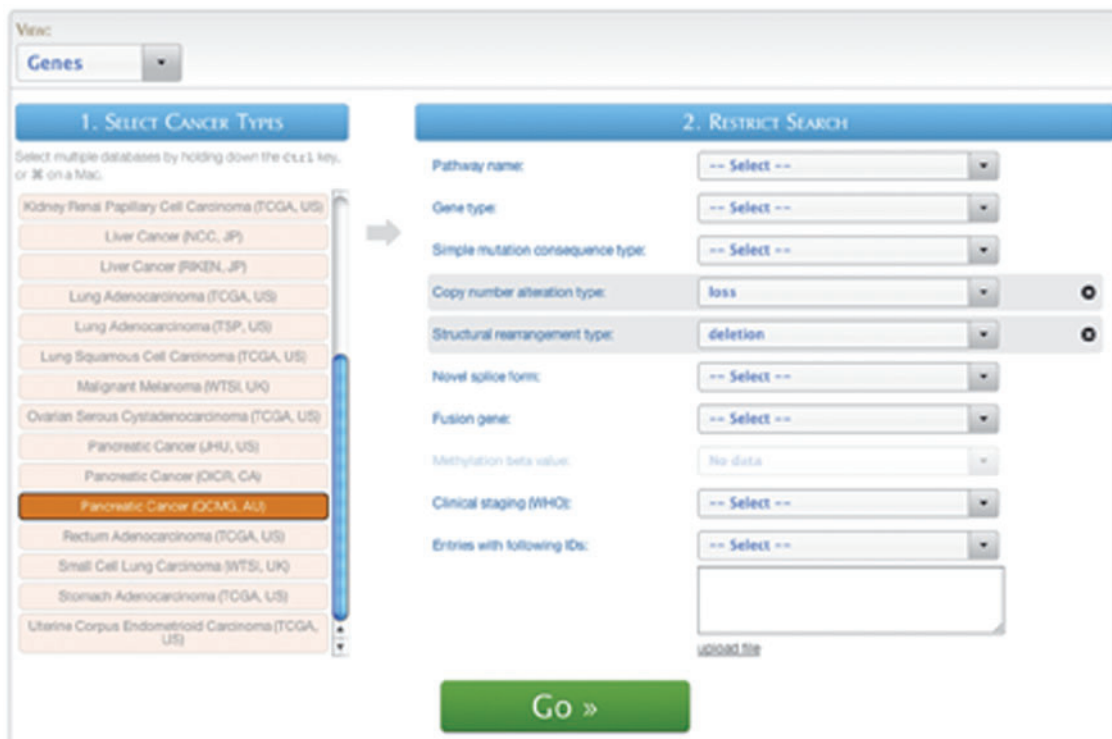 View:
Genes
1. SELECT CANCER TYPES
Select multiple databases by holding down the Ctrl key,
or ⌘ on a Mac.
Kidney Renal Papillary Cell Carcinoma (TCGA, US)
Liver Cancer (NCC, JP)
Liver Cancer (RIKEN, JP)
Lung Adenocarcinoma (TCGA, US)
Lung Adenocarcinoma (TSP, US)
Lung Squamous Cell Carcinoma (TCGA, US)
Malignant Melanoma (WTSI, UK)
Ovarian Serous Cystadenocarcinoma (TCGA, US)
Pancreatic Cancer (JHU, US)
Pancreatic Cancer (OICR, CA)
Pancreatic Cancer (QCMG, AU)
Rectum Adenocarcinoma (TCGA, US)
Small Cell Lung Carcinoma (WTSI, UK)
Stomach Adenocarcinoma (TCGA, US)
Uterine Corpus Endometrioid Carcinoma (TCGA,
US)
2. RESTRICT SEARCH
Pathway name: -- Select --
Gene type: -- Select --
Simple mutation consequence type: -- Select --
Copy number alteration type: loss
Structural rearrangement type: deletion
Novel splice form: -- Select --
Fusion gene: -- Select --
Methylation beta value: No data
Clinical staging (WHO): -- Select --
Entries with following IDs: -- Select --
upload file
Go »